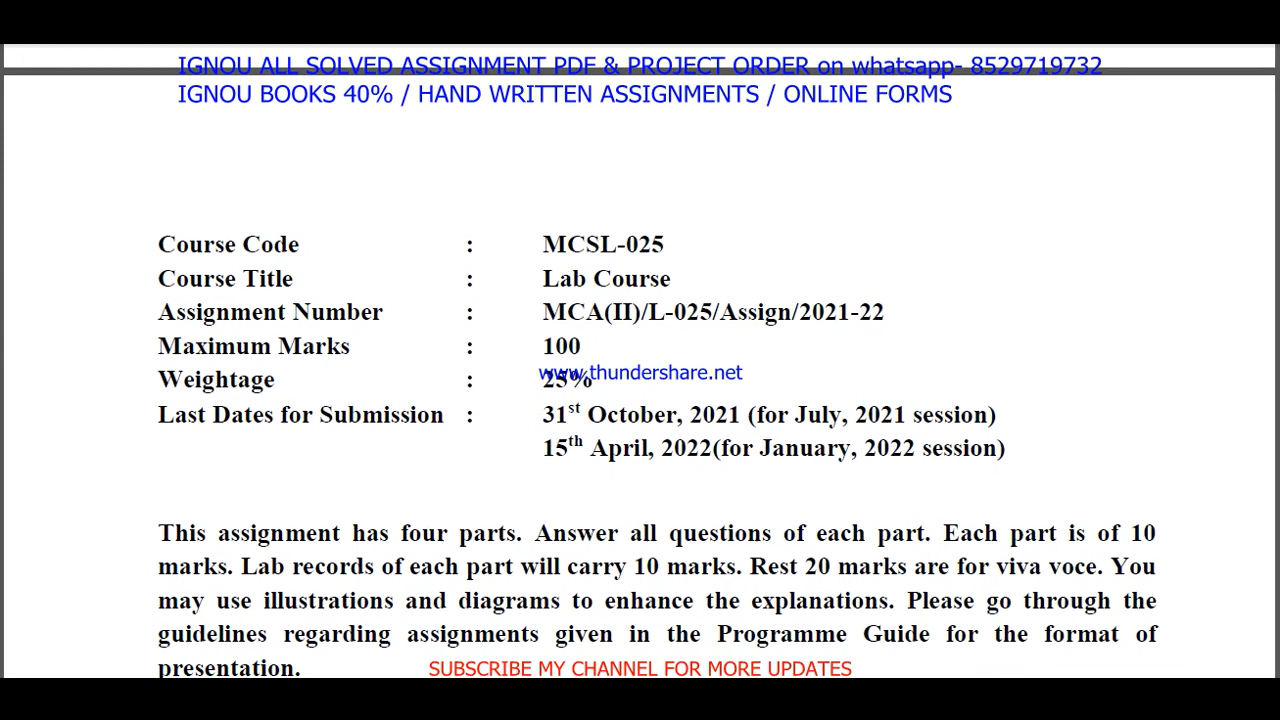 IGNOU ALL SOLVED ASSIGNMENT PDF & PROJECT ORDER on whatsapp- 8529719732
IGNOU BOOKS 40% / HAND WRITTEN ASSIGNMENTS / ONLINE FORMS
Course Code : MCSL-025
Course Title : Lab Course
Assignment Number : MCA(II)/L-025/Assign/2021-22
Maximum Marks : 100
www.thundershare.net
Weightage : 25%
Last Dates for Submission : 31st October, 2021 (for July, 2021 session)
15th April, 2022(for January, 2022 session)
This assignment has four parts. Answer all questions of each part. Each part is of 10
marks. Lab records of each part will carry 10 marks. Rest 20 marks are for viva voce. You
may use illustrations and diagrams to enhance the explanations. Please go through the
guidelines regarding assignments given in the Programme Guide for the format of
presentation.
SUBSCRIBE MY CHANNEL FOR MORE UPDATES